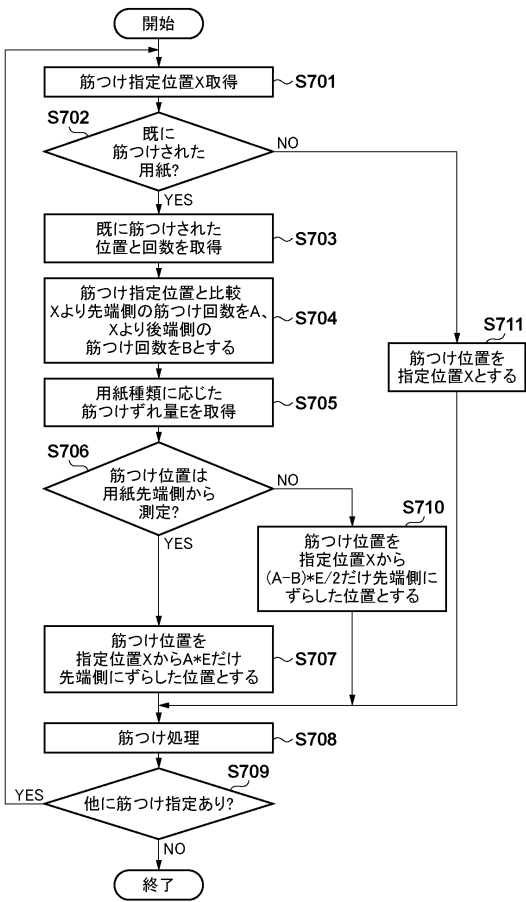 開始
筋つけ指定位置X取得
S701
S702
既に
筋つけされた
用紙?
NO
YES
既に筋つけされた
位置と回数を取得
S703
筋つけ指定位置と比較
Xより先端側の筋つけ回数をA、
Xより後端側の
筋つけ回数をBとする
S704
S711
筋つけ位置を
指定位置Xとする
用紙種類に応じた
筋つけずれ量Eを取得
S705
S706
筋つけ位置は
用紙先端側から
測定?
NO
YES
S710
筋つけ位置を
指定位置Xから
(A-B)*E/2だけ先端側に
ずらした位置とする
筋つけ位置を
指定位置XからA*Eだけ
先端側にずらした位置とする
S707
筋つけ処理
S708
S709
他に筋つけ指定あり?
YES
NO
終了